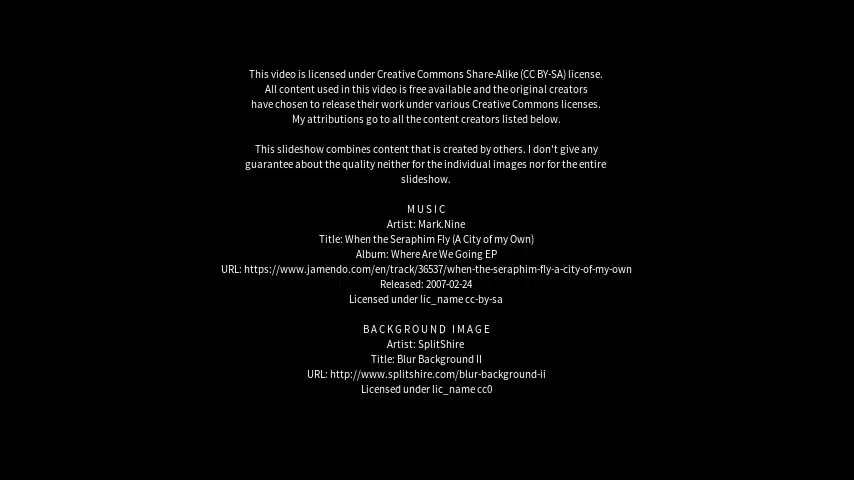 This video is licensed under Creative Commons Share-Alike (CC BY-SA) license.
All content used in this video is free available and the original creators
have chosen to release their work under various Creative Commons licenses.
My attributions go to all the content creators listed below.
This slideshow combines content that is created by others. I don't give any
guarantee about the quality neither for the individual images nor for the entire
slideshow.
MUSIC
Artist: Mark.Nine
Title: When the Seraphim Fly (A City of my Own)
Album: Where Are We Going EP
URL: https://www.jamendo.com/en/track/36537/when-the-seraphim-fly-a-city-of-my-own
Released: 2007-02-24
Licensed under lic_name cc-by-sa
BACKGROUND IMAGE
Artist: SplitShire
Title: Blur Background II
URL: http://www.splitshire.com/blur-background-ii
Licensed under lic_name cc0